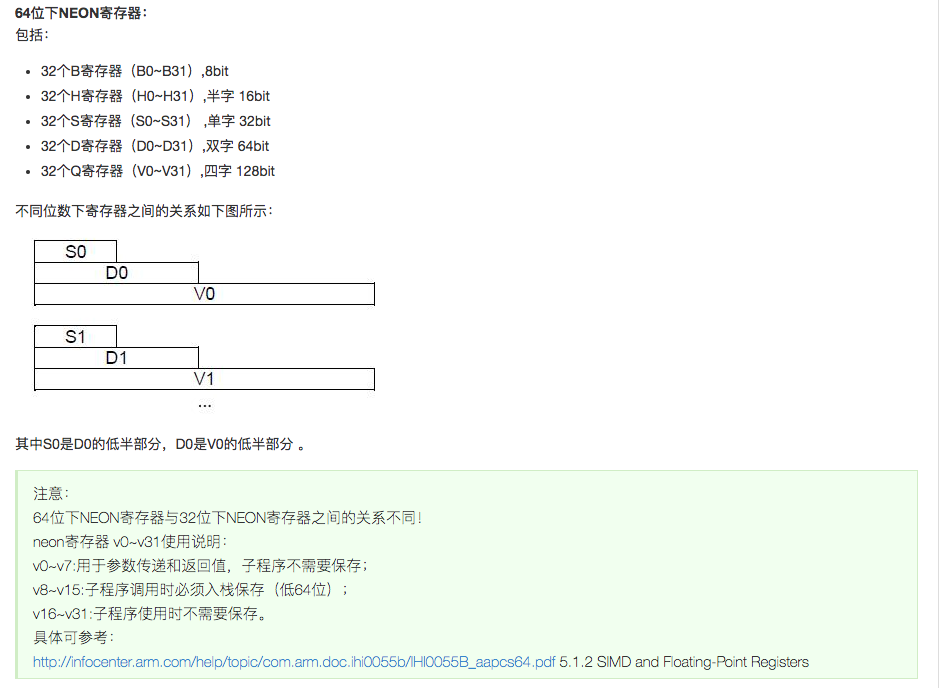 64位下NEON寄存器：
包括：
• 32个B寄存器（B0~B31）,8bit
• 32个H寄存器（H0~H31）,半字 16bit
• 32个S寄存器（S0~S31） ,单字 32bit
• 32个D寄存器（D0~D31）,双字 64bit
• 32个Q寄存器（V0~V31）,四字 128bit
不同位数下寄存器之间的关系如下图所示：
S0
D0
V0
S1
D1
V1
...
其中S0是D0的低半部分，D0是V0的低半部分 。
注意：
64位下NEON寄存器与32位下NEON寄存器之间的关系不同！
neon寄存器 v0~v31使用说明：
v0~v7:用于参数传递和返回值，子程序不需要保存；
v8~v15:子程序调用时必须入栈保存（低64位）；
v16~v31:子程序使用时不需要保存。
具体可参考：
http://infocenter.arm.com/help/topic/com.arm.doc.ihi0055b/IHI0055B_aapcs64.pdf 5.1.2 SIMD and Floating-Point Registers